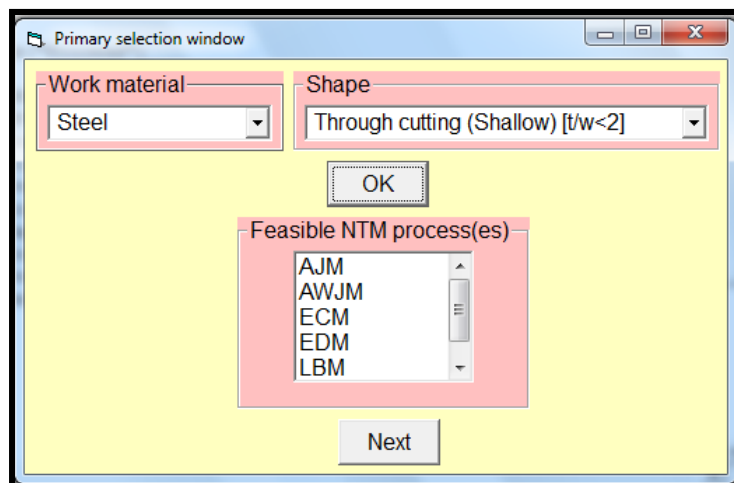 Primary selection window
Work material
Steel
Shape
Through cutting (Shallow) [t/w<2]
OK
Feasible NTM process(es)
AJM
AWJM
ECM
EDM
LBM
Next